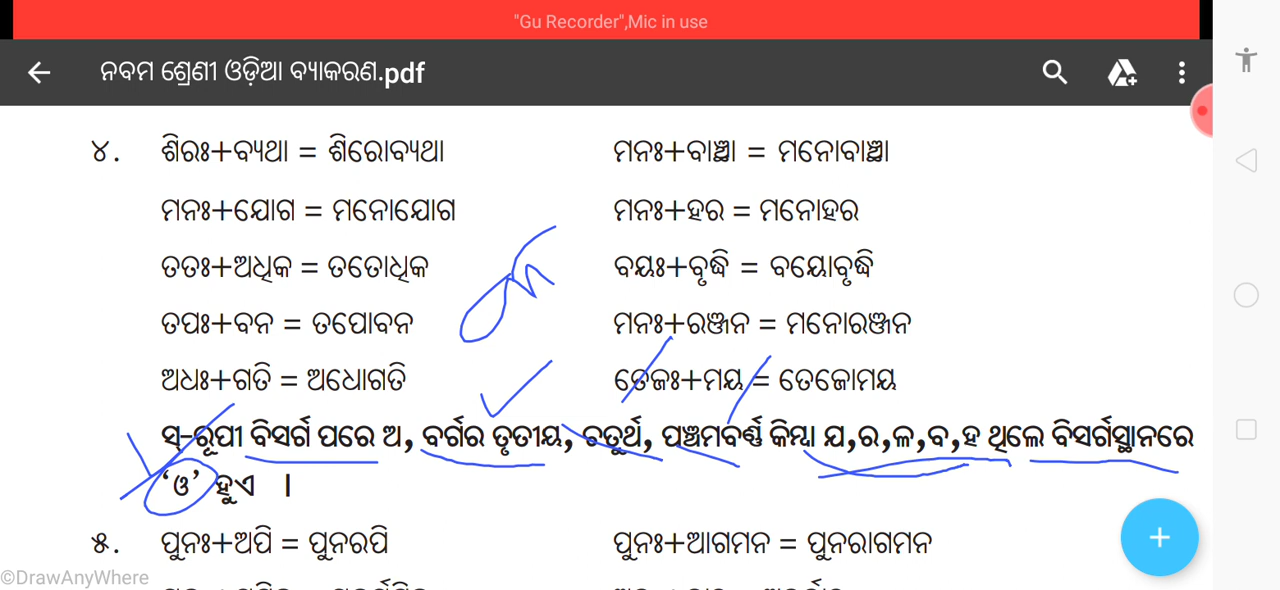 "Gu Recorder",Mic in use
ନବମ ଶ୍ରେଣୀ ଓଡ଼ିଆ ବ୍ୟାକରଣ.pdf
୪. ଶିରଃ+ବ୍ୟଥା = ଶିରୋବ୍ୟଥା ମନଃ+ବାଞ୍ଛା = ମନୋବାଞ୍ଛା
ମନଃ+ଯୋଗ = ମନୋଯୋଗ ମନଃ+ହର = ମନୋହର
ତତଃ+ଅଧିକ = ତତୋଧିକ ବୟଃ+ବୃଦ୍ଧି = ବୟୋବୃଦ୍ଧି
ତପଃ+ବନ = ତପୋବନ ମନଃ+ରଞ୍ଜନ = ମନୋରଞ୍ଜନ
ଅଧଃ+ଗତି = ଅଧୋଗତି ତେଜଃ+ମୟ = ତେଜୋମୟ
ସ୍-ରୂପୀ ବିସର୍ଗ ପରେ ଅ, ବର୍ଗର ତୃତୀୟ, ଚତୁର୍ଥ, ପଞ୍ଚମବର୍ଣ୍ଣ କିମ୍ବା ଯ,ର,ଳ,ବ,ହ ଥିଲେ ବିସର୍ଗସ୍ଥାନରେ
‘ଓ’ ହୁଏ ।
୫. ପୁନଃ+ଅପି = ପୁନରପି ପୁନଃ+ଆଗମନ = ପୁନରାଗମନ
©DrawAnyWhere